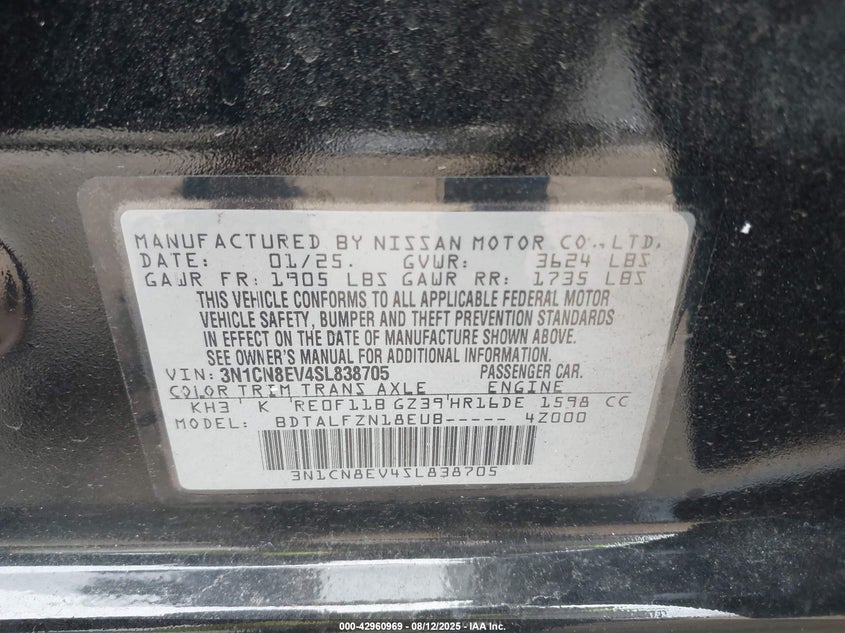 MANUFACTURED BY NISSAN MOTOR CO., LTD.
DATE: 01/25. GVWR: 3624 LBS
GAWR FR: 1905 LBS GAWR RR: 1735 LBS
THIS VEHICLE CONFORMS TO ALL APPLICABLE FEDERAL MOTOR
VEHICLE SAFETY, BUMPER AND THEFT PREVENTION STANDARDS
IN EFFECT ON THE DATE OF MANUFACTURE SHOWN ABOVE.
SEE OWNER'S MANUAL FOR ADDITIONAL INFORMATION.
VIN: 3N1CN8EV4SL838705 PASSENGER CAR.
COLOR TRIM TRANS AXLE ENGINE
KH3 K RE0F11B GZ39 HR16DE 1598 CC
MODEL: BDTALFZN18EUB----- 4Z000
3N1CN8EV4SL838705
000-42960969 - 08/12/2025 - IAA Inc.